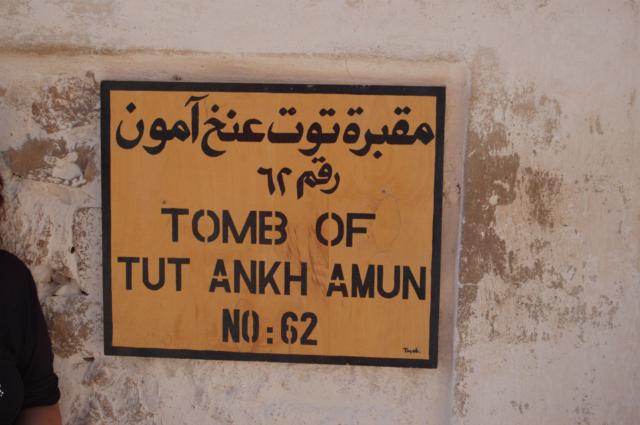 مقبرة توت عنخ آمون
رقم ٦٢
TOMB OF
TUT ANKH AMUN
NO : 62